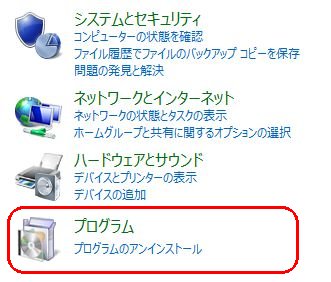 システムとセキュリティ
コンピューターの状態を確認
ファイル履歴でファイルのバックアップ コピーを保存
問題の発見と解決
ネットワークとインターネット
ネットワークの状態とタスクの表示
ホームグループと共有に関するオプションの選択
ハードウェアとサウンド
デバイスとプリンターの表示
デバイスの追加
プログラム
プログラムのアンインストール